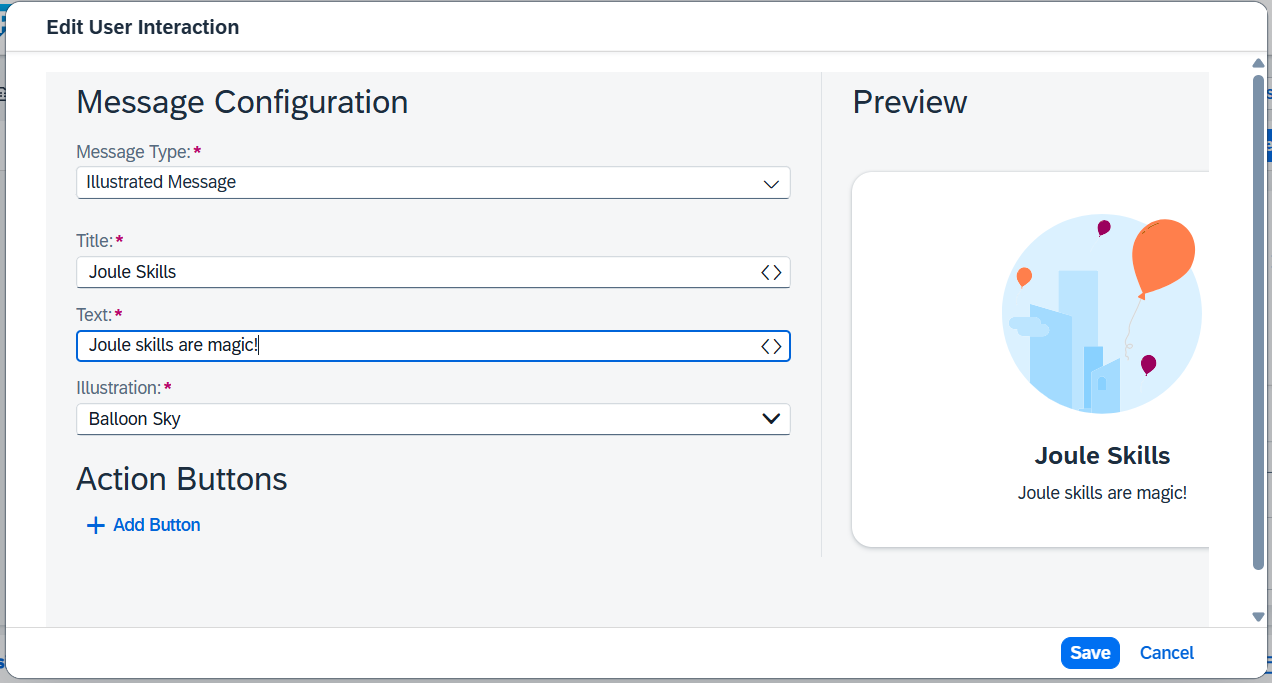 Edit User Interaction
Message Configuration
Message Type:*
Illustrated Message
Title:*
Joule Skills
Text:*
Joule skills are magic!
Illustration:*
Balloon Sky
Action Buttons
+ Add Button
Preview
Joule Skills
Joule skills are magic!
Save
Cancel